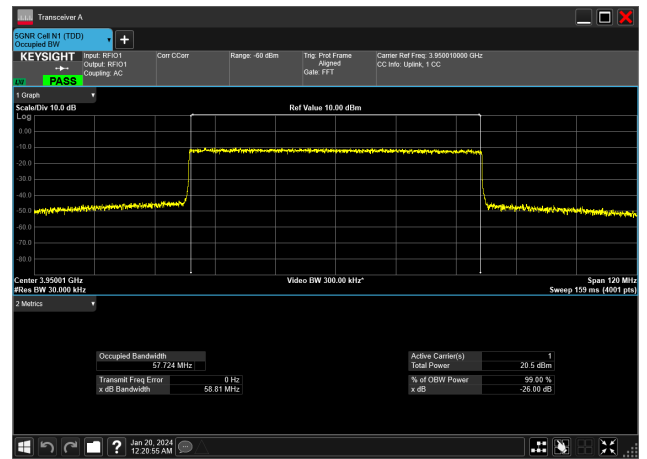 Transceiver A
5GNR Cell N1 (TDD)
Occupied BW
KEYSIGHT Input: RFIO1 Corr CCorr Range: -60 dBm Trig: Prot Frame Carrier Ref Freq: 3.950010000 GHz
Output: RFIO1 Aligned CC Info: Uplink, 1 CC
Coupling: AC Gate: FFT
LW PASS
1 Graph
Scale/Div 10.0 dB Ref Value 10.00 dBm
Log
0.00
-10.0
-20.0
-30.0
-40.0
-50.0
-60.0
-70.0
-80.0
Center 3.95001 GHz Video BW 300.00 kHz* Span 120 MHz
#Res BW 30.000 kHz Sweep 159 ms (4001 pts)
2 Metrics
Occupied Bandwidth Active Carrier(s) 1
57.724 MHz Total Power 20.5 dBm
Transmit Freq Error 0 Hz % of OBW Power 99.00 %
x dB Bandwidth 58.81 MHz x dB -26.00 dB
? Jan 20, 2024
12:20:55 AM